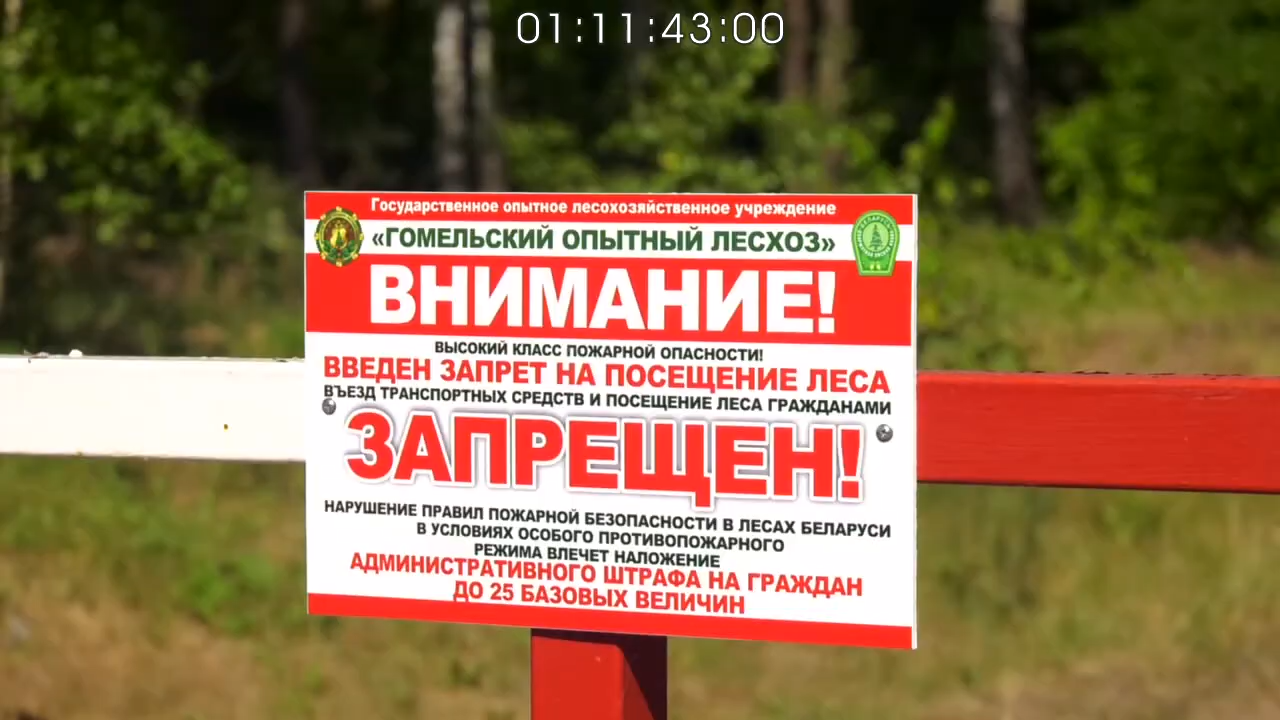 01:11:43:00
Государственное опытное лесохозяйственное учреждение
«ГОМЕЛЬСКИЙ ОПЫТНЫЙ ЛЕСХОЗ»
ВНИМАНИЕ!
ВЫСОКИЙ КЛАСС ПОЖАРНОЙ ОПАСНОСТИ!
ВВЕДЕН ЗАПРЕТ НА ПОСЕЩЕНИЕ ЛЕСА
ВЪЕЗД ТРАНСПОРТНЫХ СРЕДСТВ И ПОСЕЩЕНИЕ ЛЕСА ГРАЖДАНАМИ
ЗАПРЕЩЕН!
НАРУШЕНИЕ ПРАВИЛ ПОЖАРНОЙ БЕЗОПАСНОСТИ В ЛЕСАХ БЕЛАРУСИ
В УСЛОВИЯХ ОСОБОГО ПРОТИВОПОЖАРНОГО
РЕЖИМА ВЛЕЧЕТ НАЛОЖЕНИЕ
АДМИНИСТРАТИВНОГО ШТРАФА НА ГРАЖДАН
ДО 25 БАЗОВЫХ ВЕЛИЧИН